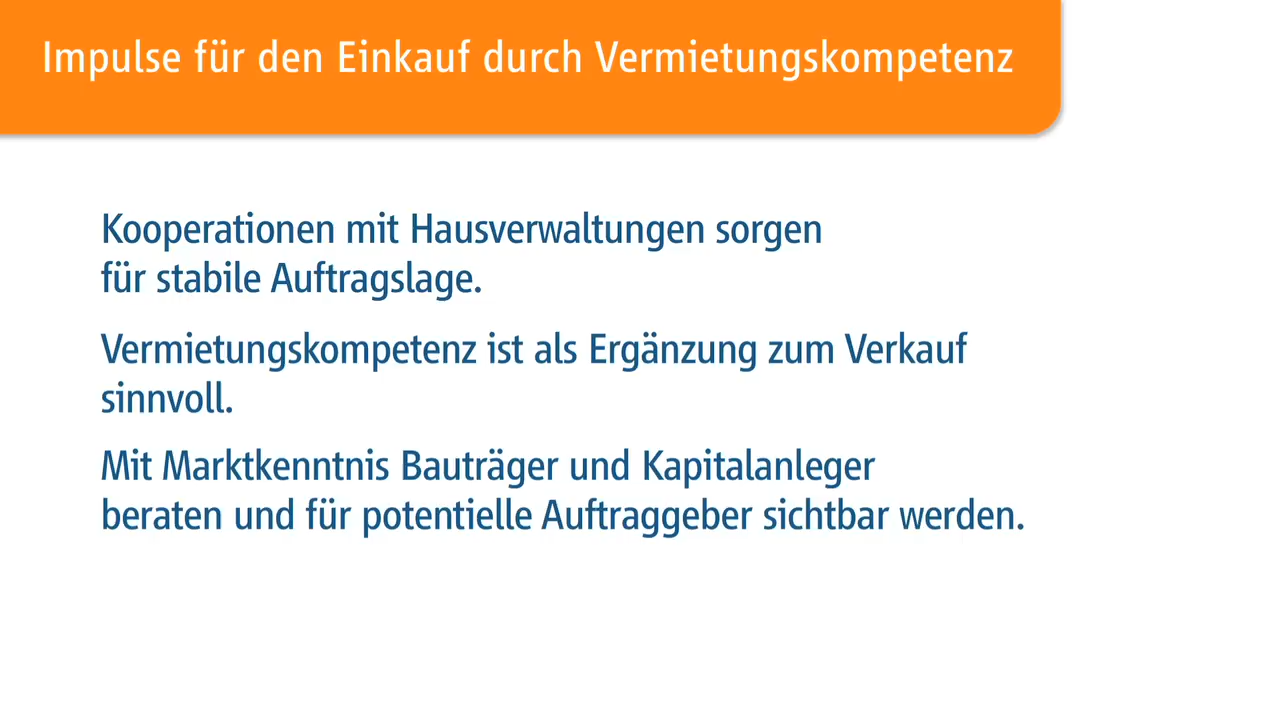 Impulse für den Einkauf durch Vermietungskompetenz
Kooperationen mit Hausverwaltungen sorgen
für stabile Auftragslage.
Vermietungskompetenz ist als Ergänzung zum Verkauf
sinnvoll.
Mit Marktkenntnis Bauträger und Kapitalanleger
beraten und für potentielle Auftraggeber sichtbar werden.